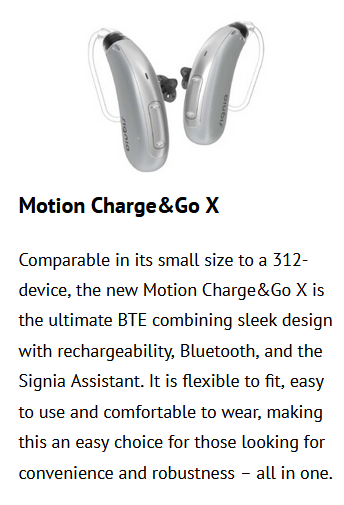 signia
signia
Motion Charge&Go X
Comparable in its small size to a 312-
device, the new Motion Charge&Go X is
the ultimate BTE combining sleek design
with rechargeability, Bluetooth, and the
Signia Assistant. It is flexible to fit, easy
to use and comfortable to wear, making
this an easy choice for those looking for
convenience and robustness – all in one.